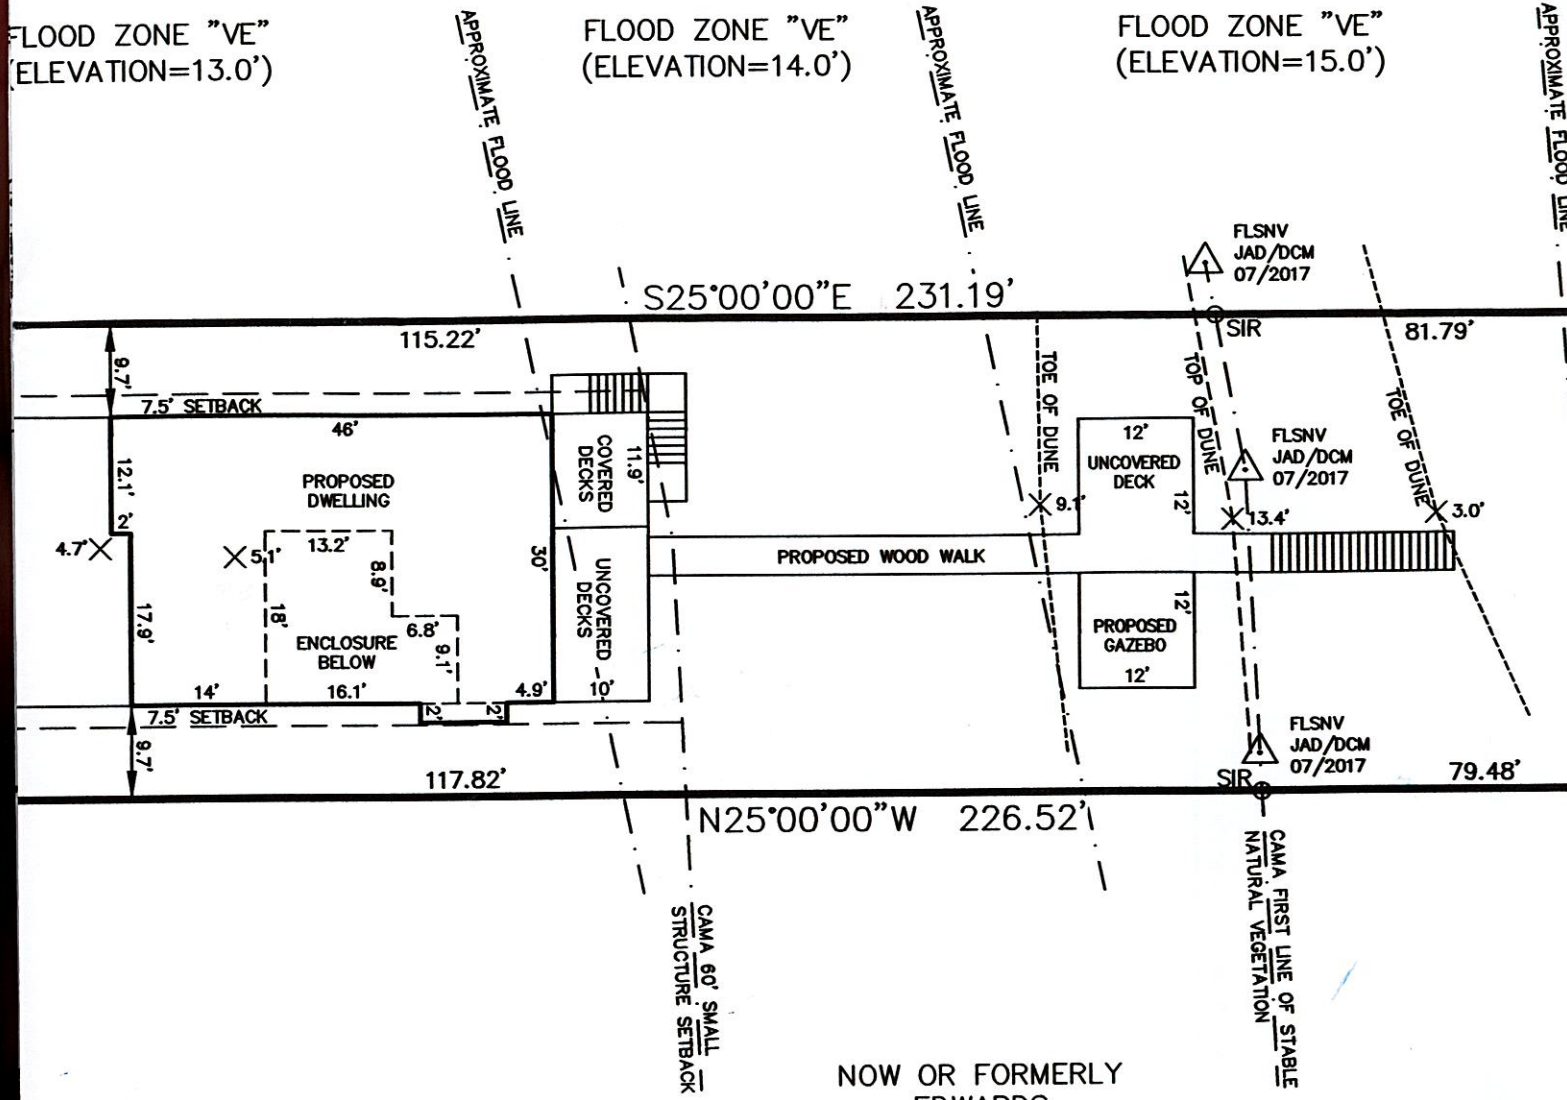 FLOOD ZONE "VE"
(ELEVATION=13.0')
FLOOD ZONE "VE"
(ELEVATION=14.0')
FLOOD ZONE "VE"
(ELEVATION=15.0')
APPROXIMATE FLOOD LINE
APPROXIMATE FLOOD LINE
APPROXIMATE FLOOD LINE
FLSNV
JAD/DCM
07/2017
S25°00'00"E 231.19'
SIR
115.22'
81.79'
9.7'
7.5' SETBACK
46'
12.1'
2'
4.7'
5.1'
PROPOSED
DWELLING
13.2'
8.9'
18'
6.8'
9.1'
ENCLOSURE
BELOW
17.9'
14'
16.1'
4.9'
2'
2'
30'
COVERED
DECKS
11.9'
UNCOVERED
DECKS
10'
7.5' SETBACK
9.7'
TOE OF DUNE
9.1'
12'
UNCOVERED
DECK
12'
TOP OF DUNE
FLSNV
JAD/DCM
07/2017
13.4'
TOE OF DUNE
3.0'
PROPOSED WOOD WALK
12'
PROPOSED
GAZEBO
12'
FLSNV
JAD/DCM
07/2017
SIR
117.82'
79.48'
N25°00'00"W 226.52'
CAMA 60' SMALL
STRUCTURE SETBACK
CAMA FIRST LINE OF STABLE
NATURAL VEGETATION
NOW OR FORMERLY
EDWARDS